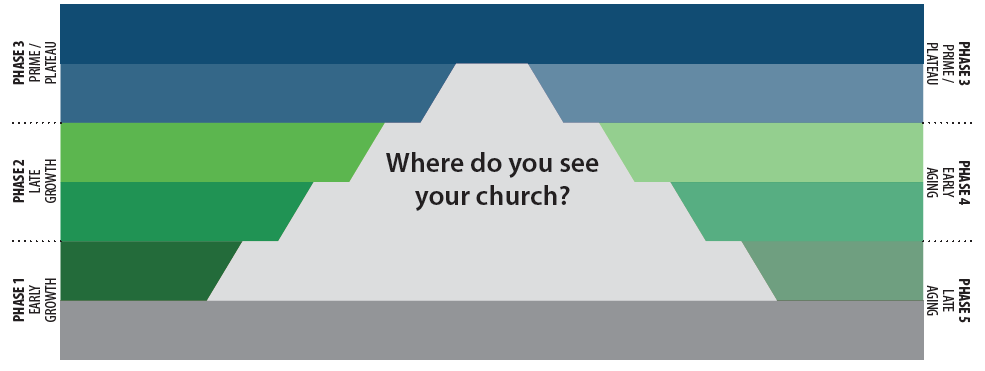 PHASE 3
PRIME /
PLATEAU
PHASE 2
LATE
GROWTH
PHASE 1
EARLY
GROWTH
Where do you see
your church?
PHASE 3
PRIME /
PLATEAU
PHASE 4
EARLY
AGING
PHASE 5
LATE
AGING